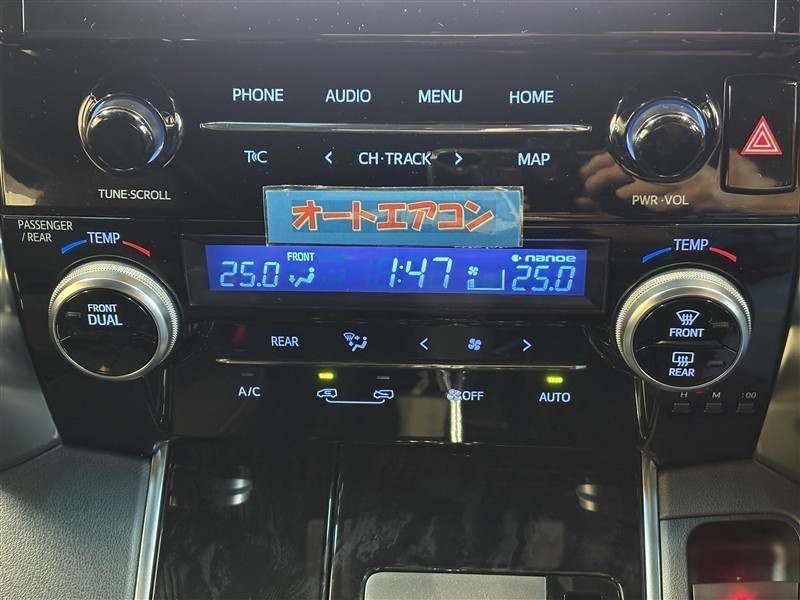 PHONE AUDIO MENU HOME
TUNE·SCROLL
< CH·TRACK > MAP
PWR·VOL
オートエアコン
PASSENGER
/ REAR
TEMP
TEMP
FRONT
nanoe
25.0 1:47 25.0
FRONT
DUAL
FRONT
REAR
REAR < >
A/C OFF AUTO
H M :00